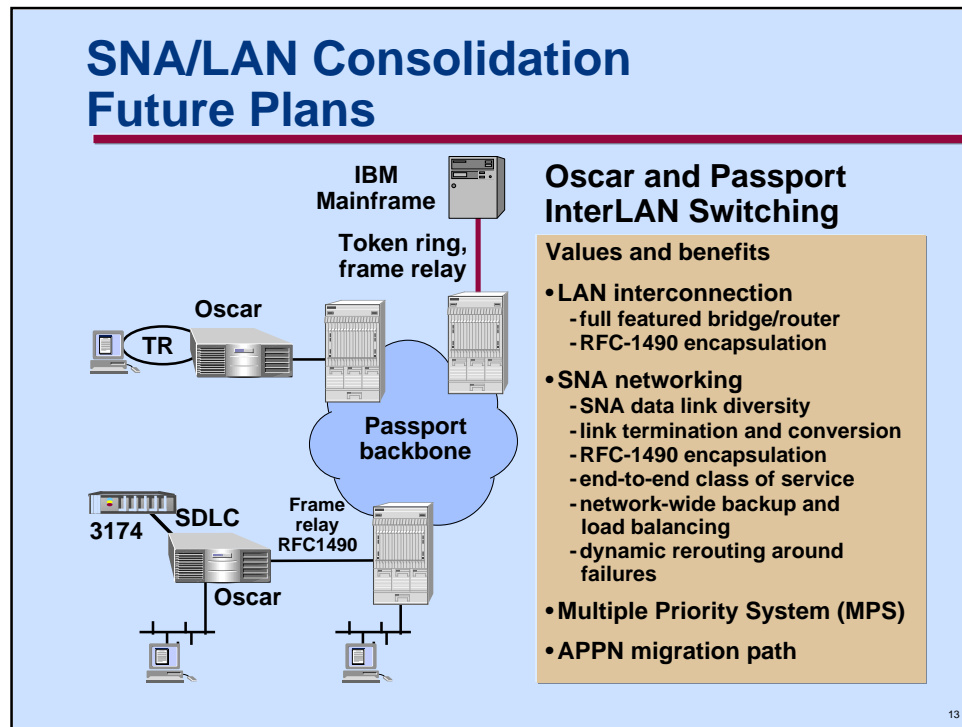 SNA/LAN Consolidation
Future Plans
IBM
Mainframe
Token ring,
frame relay
Oscar
TR
Passport
backbone
3174
SDLC
Frame
relay
RFC1490
Oscar
Oscar and Passport
InterLAN Switching
Values and benefits
•LAN interconnection
-full featured bridge/router
-RFC-1490 encapsulation
•SNA networking
-SNA data link diversity
-link termination and conversion
-RFC-1490 encapsulation
-end-to-end class of service
-network-wide backup and
load balancing
-dynamic rerouting around
failures
•Multiple Priority System (MPS)
•APPN migration path
13